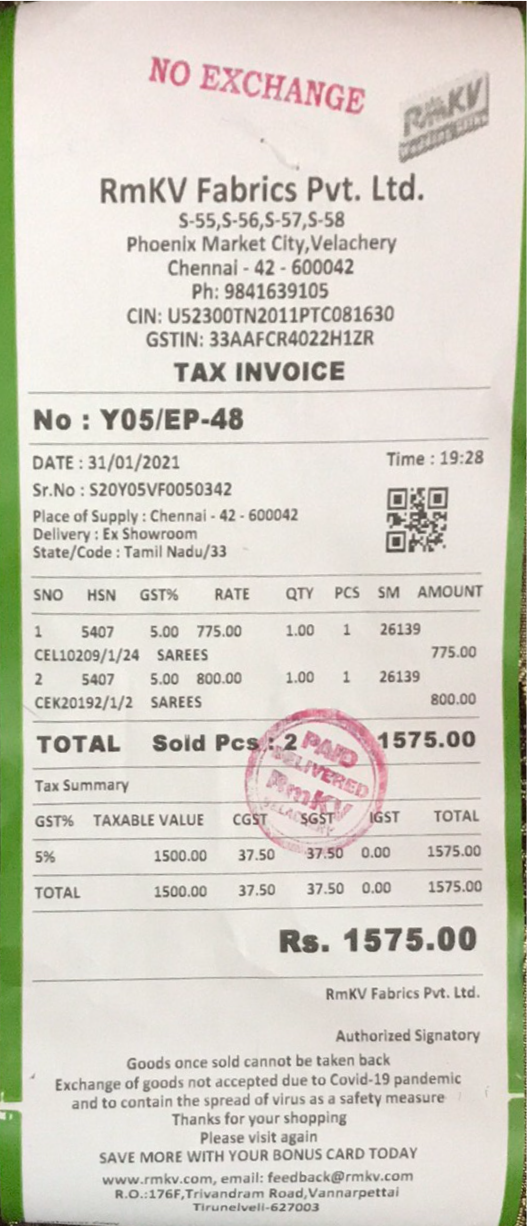 NO EXCHANGE
RmKV
Wedding Silks
RmKV Fabrics Pvt. Ltd.
S-55,S-56,S-57,S-58
Phoenix Market City,Velachery
Chennai - 42 - 600042
Ph: 9841639105
CIN: U52300TN2011PTC081630
GSTIN: 33AAFCR4022H1ZR
TAX INVOICE
No : Y05/EP-48
DATE : 31/01/2021 Time : 19:28
Sr.No : S20Y05VF0050342
Place of Supply : Chennai - 42 - 600042
Delivery : Ex Showroom
State/Code : Tamil Nadu/33
SNO HSN GST% RATE QTY PCS SM AMOUNT
1 5407 5.00 775.00 1.00 1 26139
CEL10209/1/24 SAREES 775.00
2 5407 5.00 800.00 1.00 1 26139
CEK20192/1/2 SAREES 800.00
TOTAL Sold Pcs : 2 1575.00
PAID
DELIVERED
RmKV
VELACHERY
Tax Summary
GST% TAXABLE VALUE CGST SGST IGST TOTAL
5% 1500.00 37.50 37.50 0.00 1575.00
TOTAL 1500.00 37.50 37.50 0.00 1575.00
Rs. 1575.00
RmKV Fabrics Pvt. Ltd.
Authorized Signatory
Goods once sold cannot be taken back
Exchange of goods not accepted due to Covid-19 pandemic
and to contain the spread of virus as a safety measure
Thanks for your shopping
Please visit again
SAVE MORE WITH YOUR BONUS CARD TODAY
www.rmkv.com, email: feedback@rmkv.com
R.O.:176F,Trivandram Road,Vannarpettai
Tirunelveli-627003